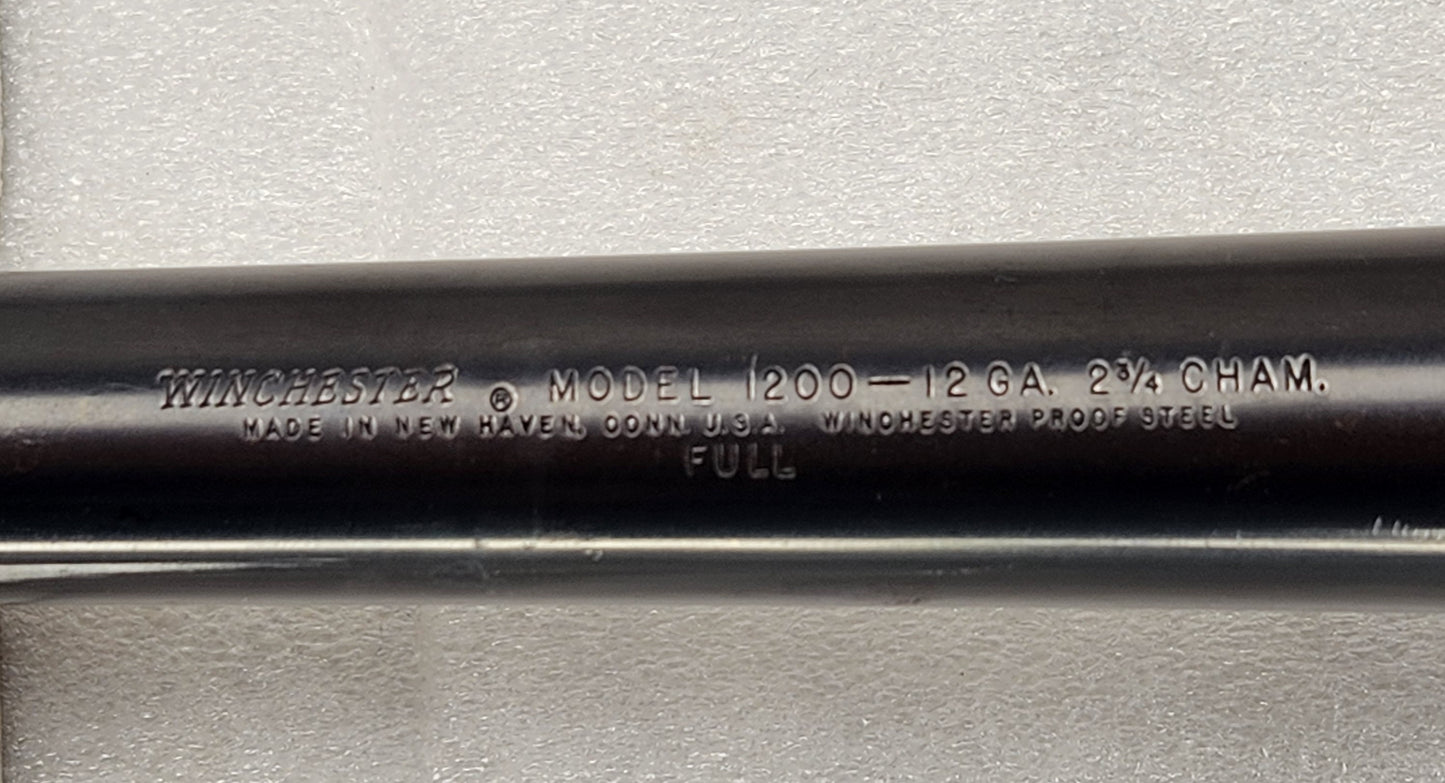 WINCHESTER ® MODEL 1200—12 GA. 2¾ CHAM.
MADE IN NEW HAVEN, CONN. U.S.A. WINCHESTER PROOF STEEL
FULL